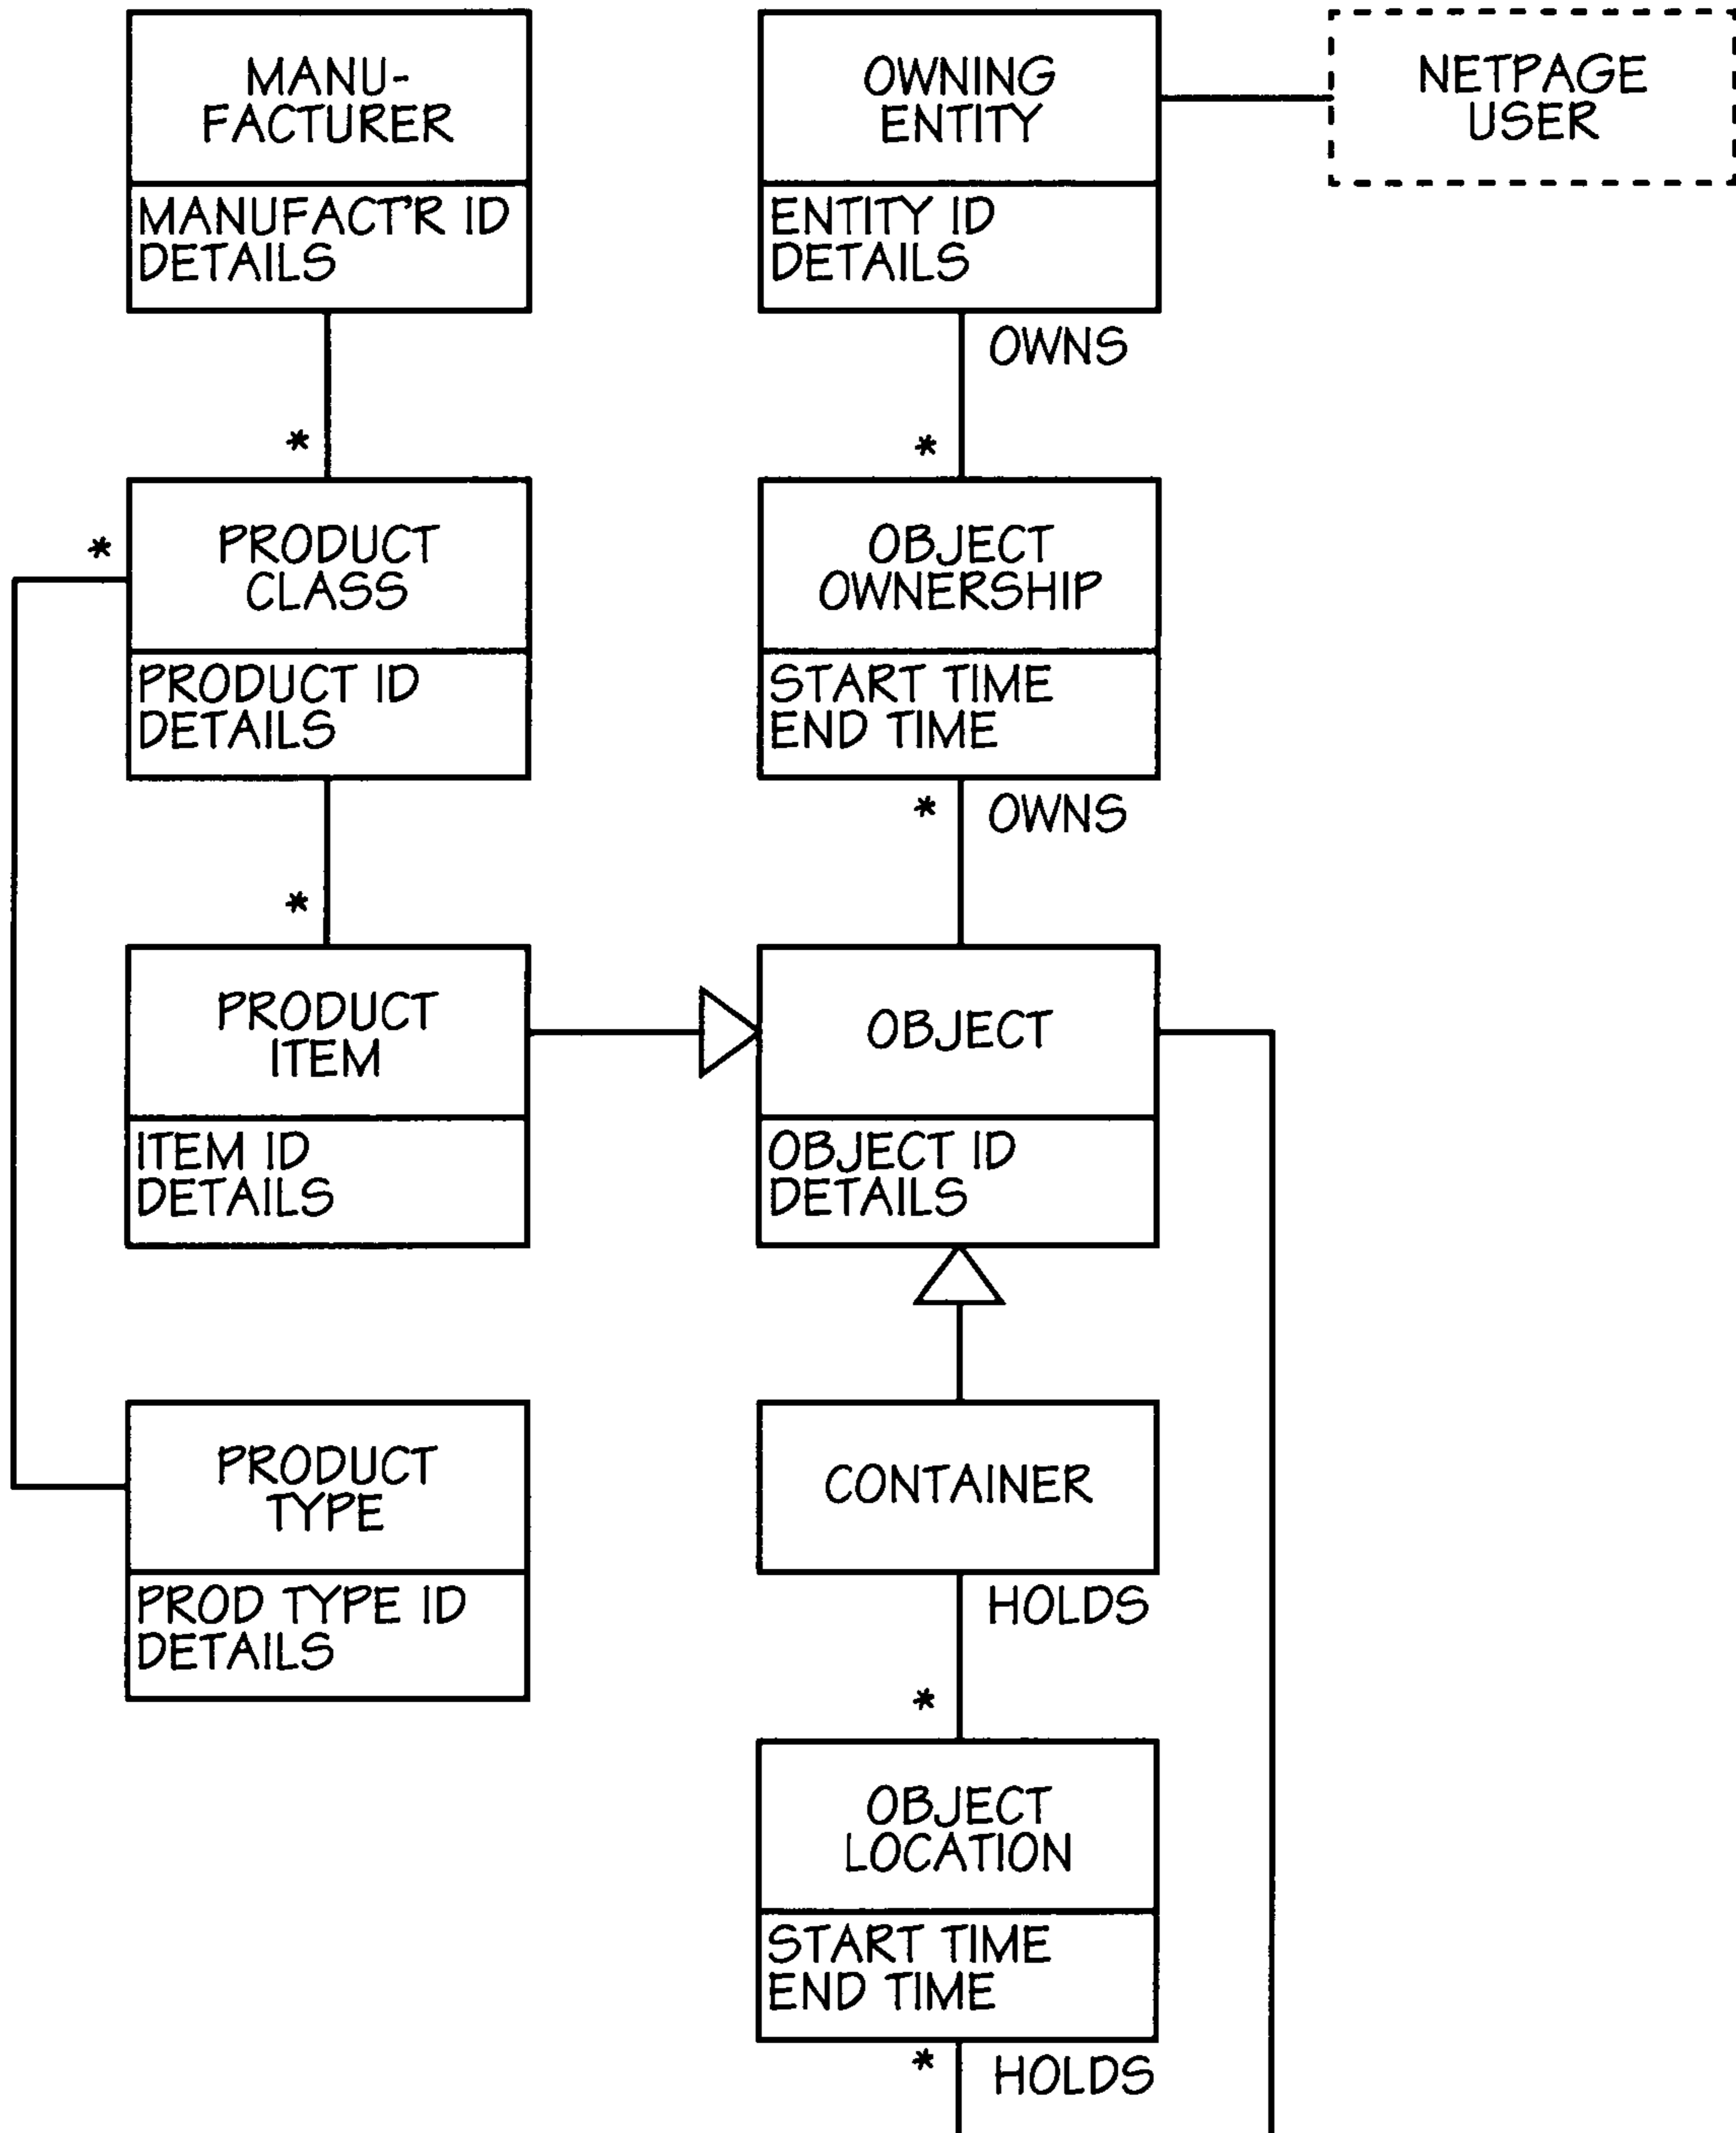 MANU-
FACTURER
MANUFACT'R ID
DETAILS
OWNING
ENTITY
ENTITY ID
DETAILS
NETPAGE
USER
OWNS
*
*
*
PRODUCT
CLASS
PRODUCT ID
DETAILS
OBJECT
OWNERSHIP
START TIME
END TIME
* OWNS
*
PRODUCT
ITEM
ITEM ID
DETAILS
OBJECT
OBJECT ID
DETAILS
PRODUCT
TYPE
PROD TYPE ID
DETAILS
CONTAINER
HOLDS
*
OBJECT
LOCATION
START TIME
END TIME
* HOLDS